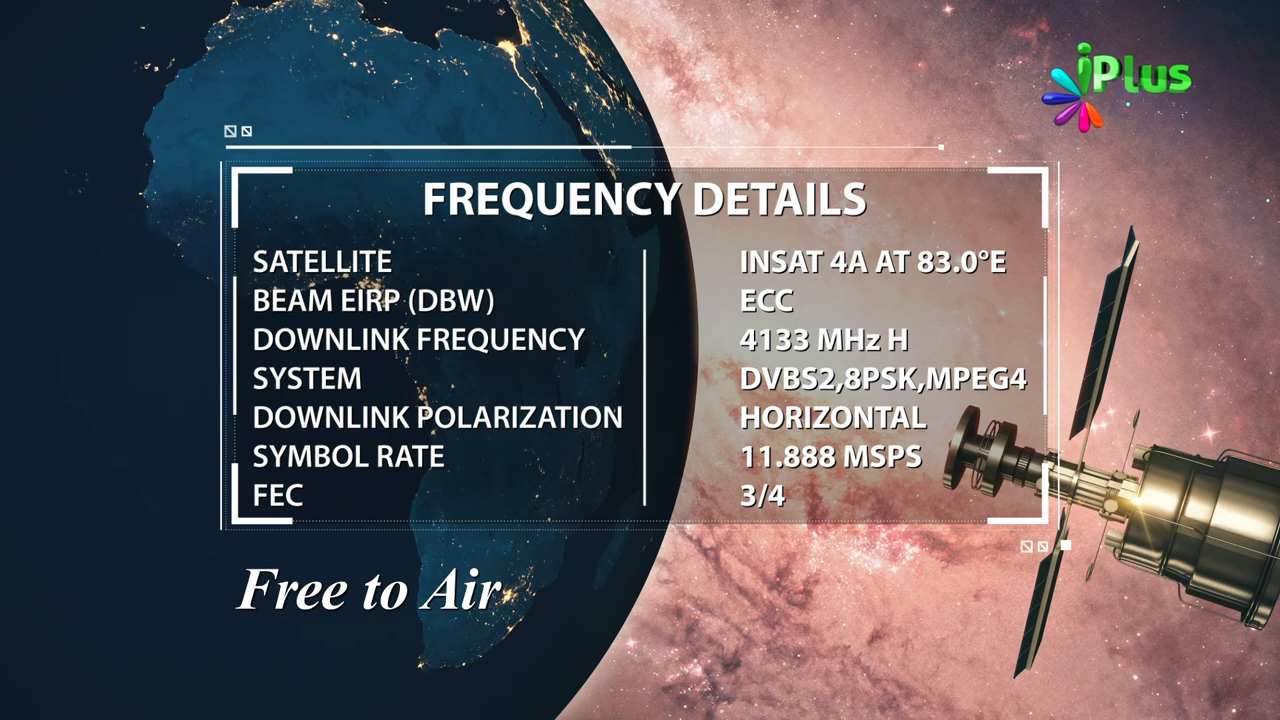 iPlus
FREQUENCY DETAILS
SATELLITE INSAT 4A AT 83.0°E
BEAM EIRP (DBW) ECC
DOWNLINK FREQUENCY 4133 MHz H
SYSTEM DVBS2,8PSK,MPEG4
DOWNLINK POLARIZATION HORIZONTAL
SYMBOL RATE 11.888 MSPS
FEC 3/4
Free to Air